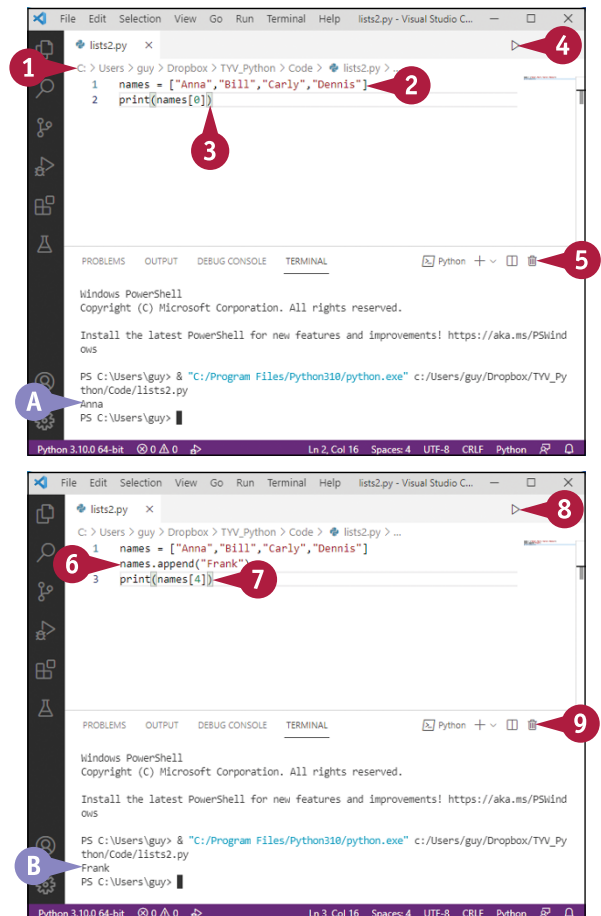 File Edit Selection View Go Run Terminal Help lists2.py - Visual Studio C...
lists2.py
4
1
C: > Users > guy > Dropbox > TYV_Python > Code > lists2.py > ...
1 names = ["Anna","Bill","Carly","Dennis"]
2
2 print(names[0])
3
PROBLEMS OUTPUT DEBUG CONSOLE TERMINAL Python
5
Windows PowerShell
Copyright (C) Microsoft Corporation. All rights reserved.
Install the latest PowerShell for new features and improvements! https://aka.ms/PSWind
ows
PS C:\Users\guy> & "C:/Program Files/Python310/python.exe" c:/Users/guy/Dropbox/TYV_Py
thon/Code/lists2.py
A
Anna
PS C:\Users\guy>
Python 3.10.0 64-bit 0 0 Ln 2, Col 16 Spaces: 4 UTF-8 CRLF Python
File Edit Selection View Go Run Terminal Help lists2.py - Visual Studio C...
lists2.py
8
C: > Users > guy > Dropbox > TYV_Python > Code > lists2.py > ...
1 names = ["Anna","Bill","Carly","Dennis"]
6
names.append("Frank")
3 print(names[4])
7
PROBLEMS OUTPUT DEBUG CONSOLE TERMINAL Python
9
Windows PowerShell
Copyright (C) Microsoft Corporation. All rights reserved.
Install the latest PowerShell for new features and improvements! https://aka.ms/PSWind
ows
PS C:\Users\guy> & "C:/Program Files/Python310/python.exe" c:/Users/guy/Dropbox/TYV_Py
thon/Code/lists2.py
B
Frank
PS C:\Users\guy>
Python 3.10.0 64-bit 0 0 Ln 3, Col 16 Spaces: 4 UTF-8 CRLF Python